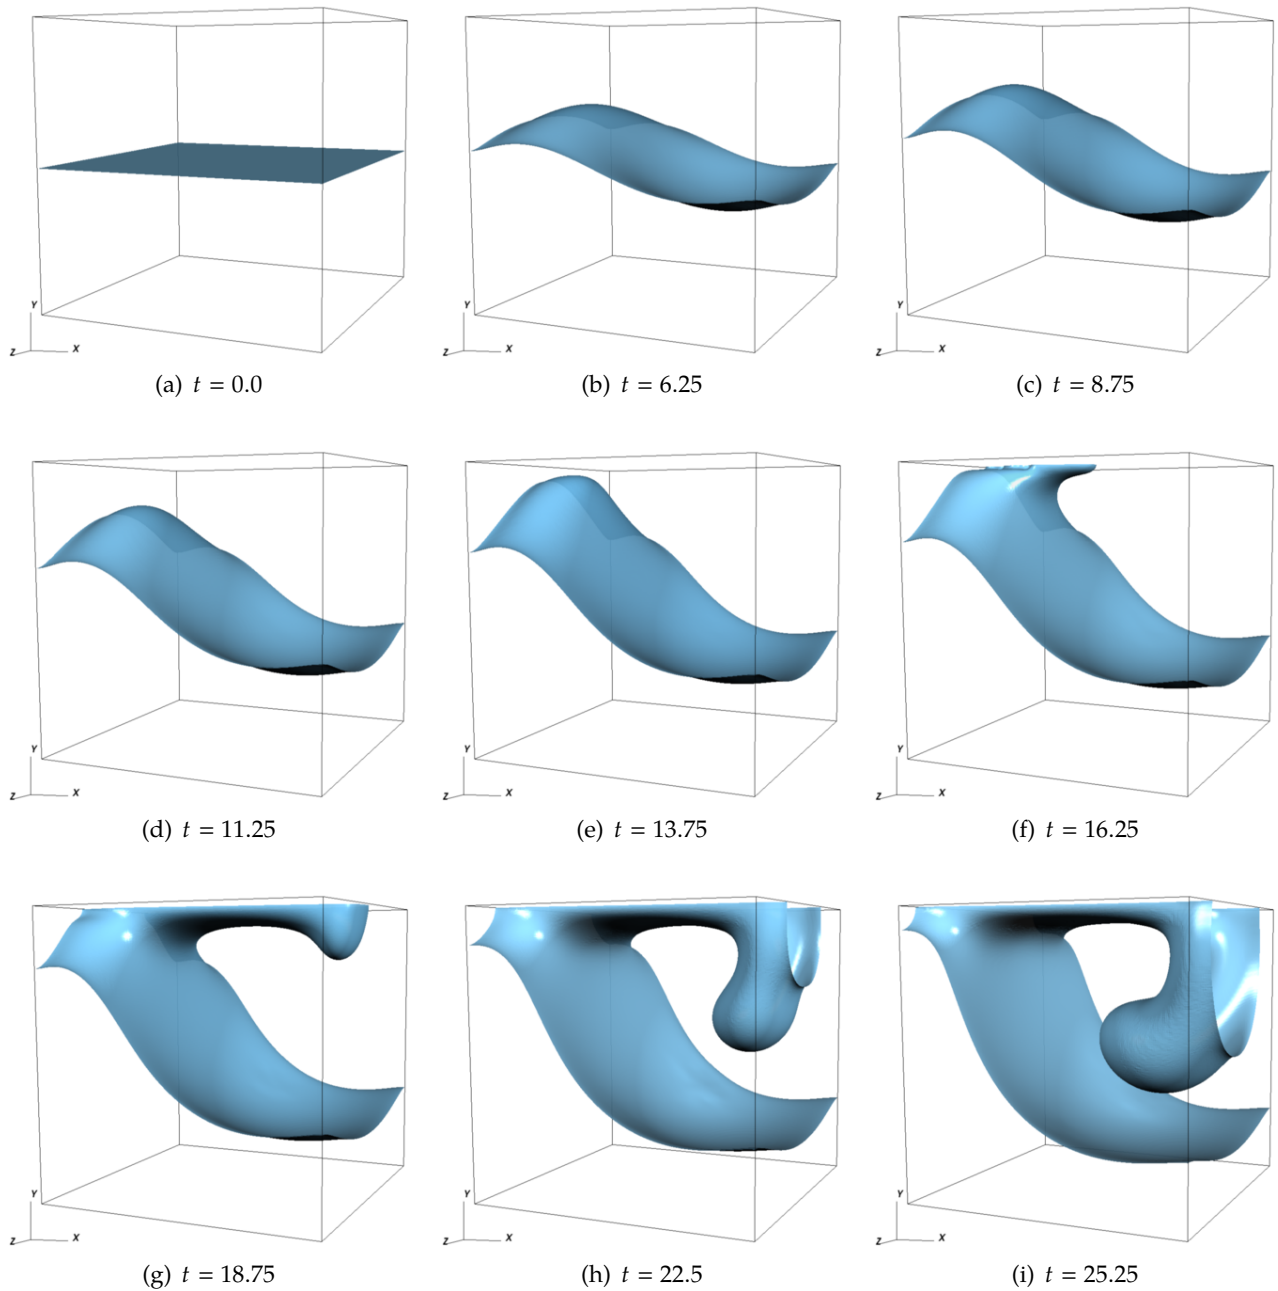 Y
Z X
(a) t = 0.0
Y
Z X
(b) t = 6.25
Y
Z X
(c) t = 8.75
Y
Z X
(d) t = 11.25
Y
Z X
(e) t = 13.75
Y
Z X
(f) t = 16.25
Y
Z X
(g) t = 18.75
Y
Z X
(h) t = 22.5
Y
Z X
(i) t = 25.25